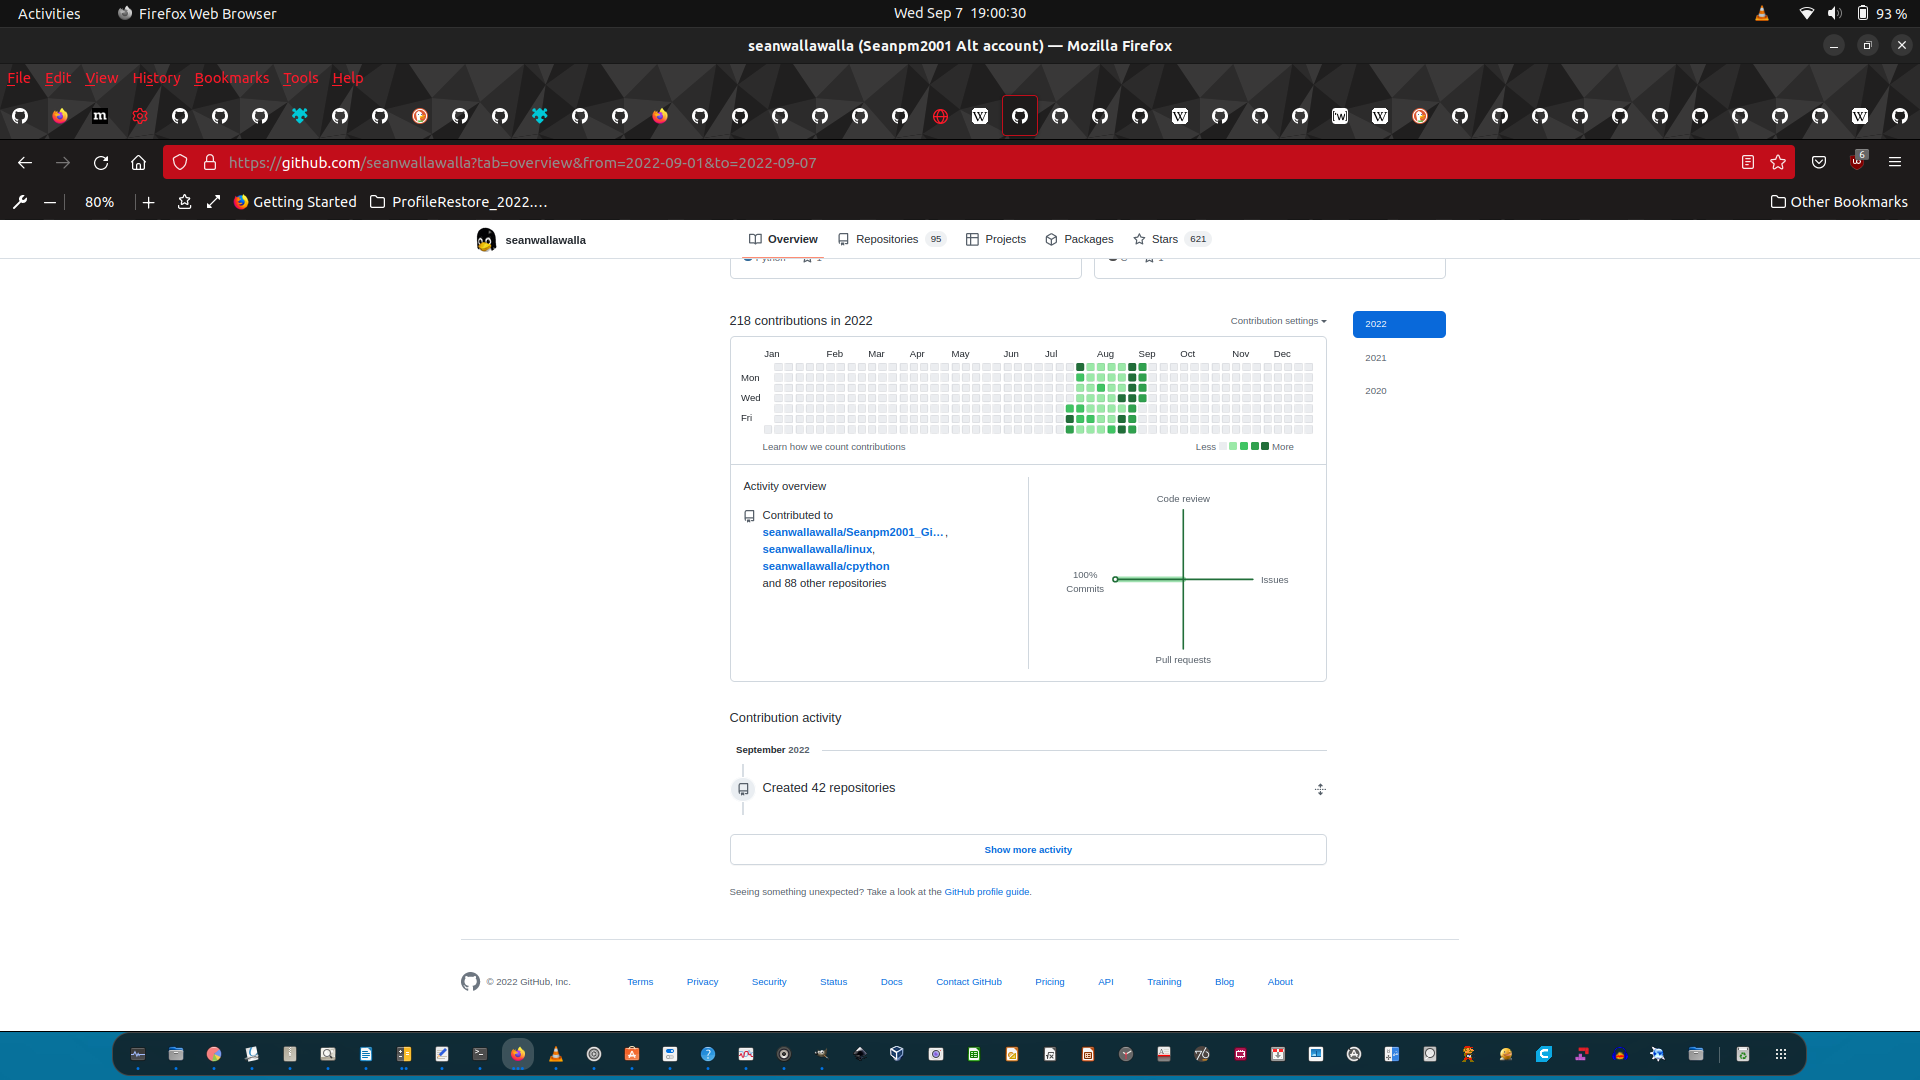 Activities Firefox Web Browser Wed Sep 7 19:00:30 93 %
seanwallawalla (Seanpm2001 Alt account) — Mozilla Firefox
File Edit View History Bookmarks Tools Help
https://github.com/seanwallawalla?tab=overview&from=2022-09-01&to=2022-09-07 6
80% Getting Started ProfileRestore_2022.… Other Bookmarks
seanwallawalla Overview Repositories 95 Projects Packages Stars 621
218 contributions in 2022 Contribution settings 2022
Jan Feb Mar Apr May Jun Jul Aug Sep Oct Nov Dec
2021
Mon
2020
Wed
Fri
Learn how we count contributions Less More
Activity overview
Code review
Contributed to
seanwallawalla/Seanpm2001_Gi… ,
seanwallawalla/linux,
seanwallawalla/cpython
and 88 other repositories
100%
Commits
Issues
Pull requests
Contribution activity
September 2022
Created 42 repositories
Show more activity
Seeing something unexpected? Take a look at the GitHub profile guide.
© 2022 GitHub, Inc. Terms Privacy Security Status Docs Contact GitHub Pricing API Training Blog About